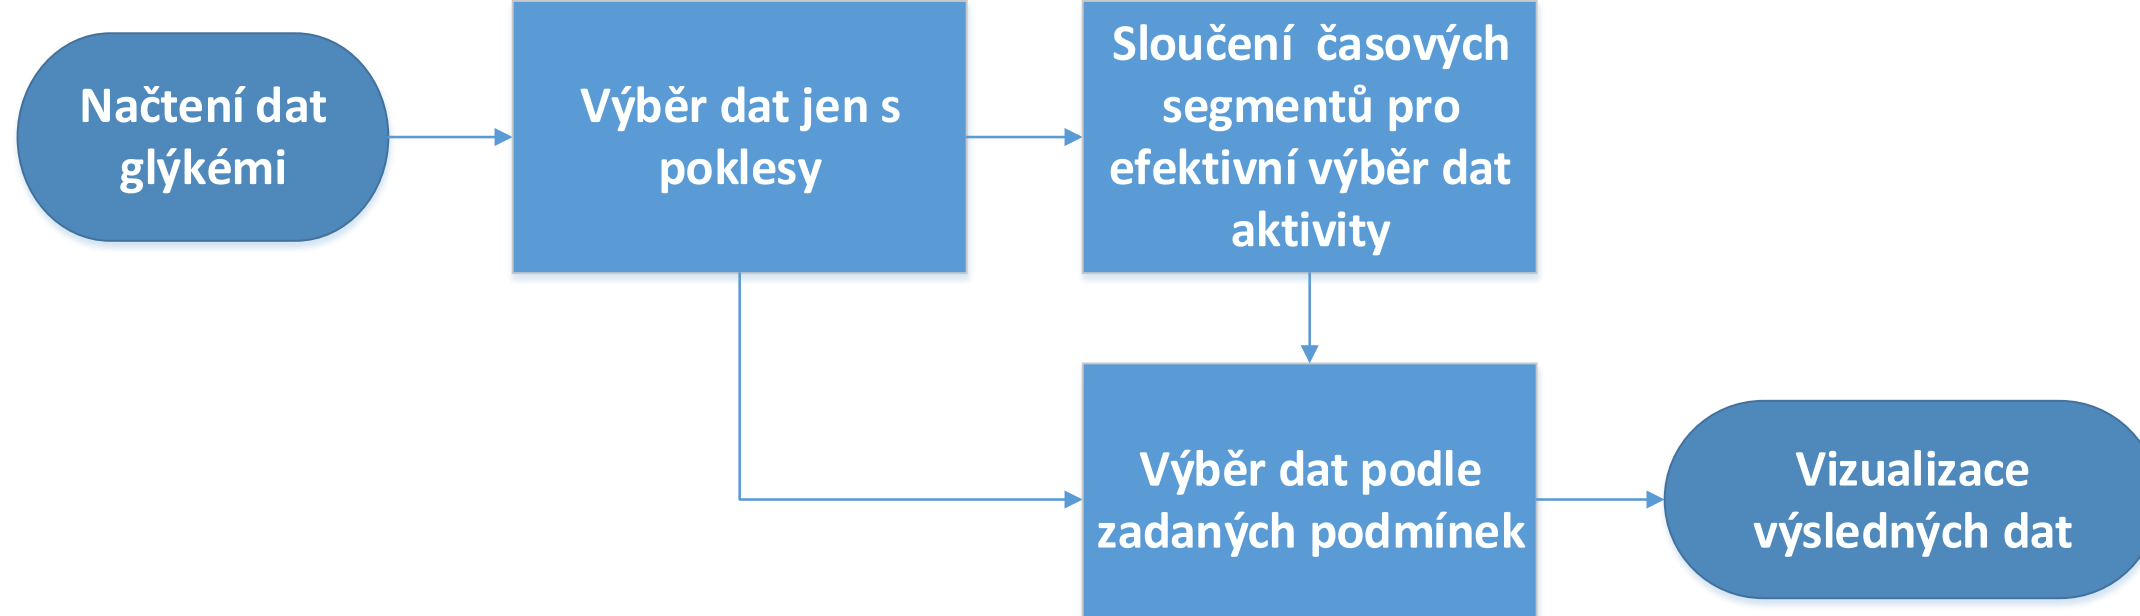 Načtení dat
glýkémi
Výběr dat jen s
poklesy
Sloučení  časových
segmentů pro
efektivní výběr dat
aktivity
Výběr dat podle
zadaných podmínek
Vizualizace
výsledných dat